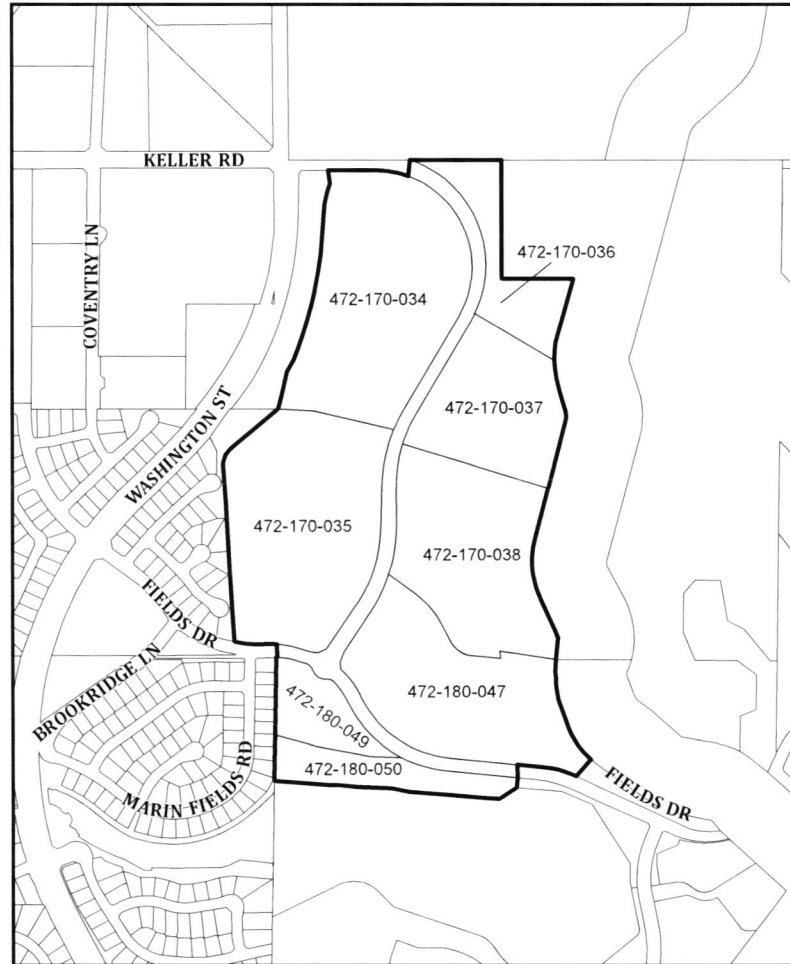 KELLER RD
472-170-036
COVENTRY LN
472-170-034
472-170-037
WASHINGTON ST
472-170-035
472-170-038
FIELDS DR
BROOKRIDGE LN
472-180-047
472-180-049
472-180-050
MARIN FIELDS RD
FIELDS DR